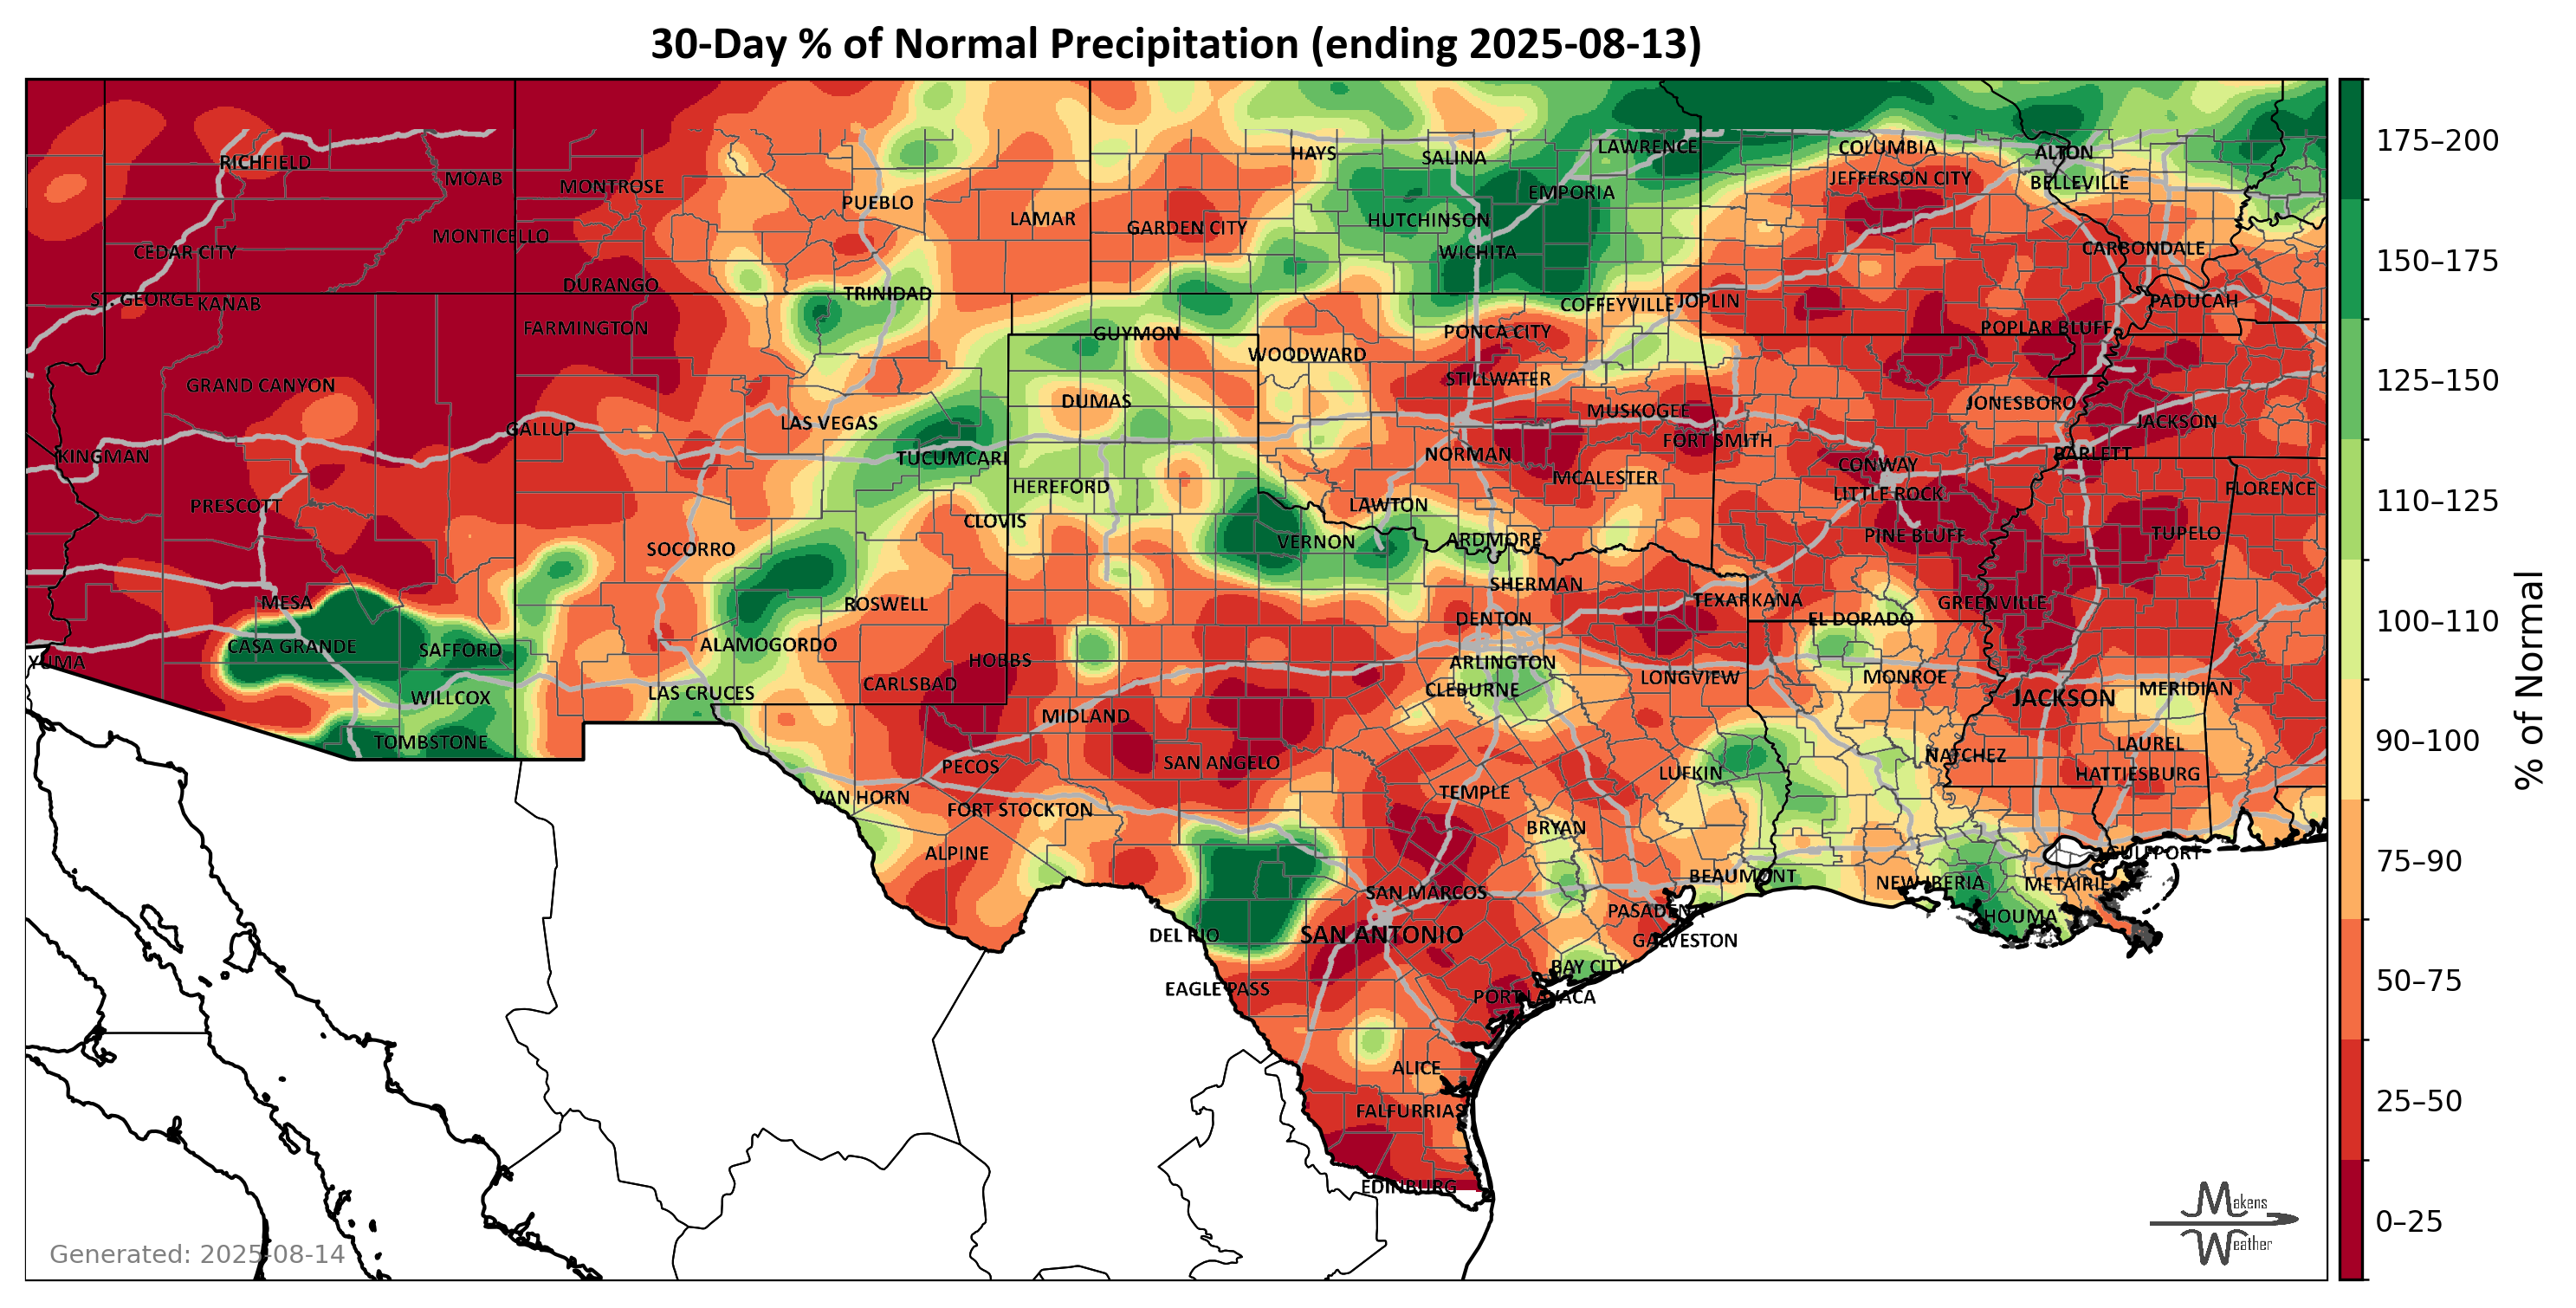 30-Day % of Normal Precipitation (ending 2025-08-13)
175–200
150–175
125–150
110–125
100–110
90–100
75–90
50–75
25–50
0–25
% of Normal
HAYS
SALINA
LAWRENCE
COLUMBIA
ALTON
RICHFIELD
MOAB
MONTROSE
JEFFERSON CITY
BELLEVILLE
PUEBLO
EMPORIA
LAMAR
GARDEN CITY
HUTCHINSON
MONTICELLO
CEDAR CITY
WICHITA
CARBONDALE
DURANGO
TRINIDAD
ST. GEORGE
KANAB
COFFEYVILLE
JOPLIN
PADUCAH
FARMINGTON
GUYMON
PONCA CITY
POPLAR BLUFF
WOODWARD
GRAND CANYON
STILLWATER
DUMAS
MUSKOGEE
JONESBORO
LAS VEGAS
JACKSON
GALLUP
FORT SMITH
KINGMAN
TUCUMCARI
NORMAN
BARLETT
CONWAY
HEREFORD
MCALESTER
LITTLE ROCK
FLORENCE
PRESCOTT
LAWTON
CLOVIS
TUPELO
PINE BLUFF
SOCORRO
VERNON
ARDMORE
SHERMAN
MESA
ROSWELL
TEXARKANA
GREENVILLE
DENTON
EL DORADO
CASA GRANDE
SAFFORD
ALAMOGORDO
YUMA
HOBBS
ARLINGTON
CARLSBAD
CLEBURNE
LONGVIEW
MONROE
WILLCOX
LAS CRUCES
JACKSON
MERIDIAN
MIDLAND
TOMBSTONE
LAUREL
NATCHEZ
PECOS
SAN ANGELO
LUFKIN
HATTIESBURG
VAN HORN
FORT STOCKTON
TEMPLE
BRYAN
ALPINE
GULFPORT
SAN MARCOS
BEAUMONT
NEW IBERIA
METAIRIE
PASADENA
HOUMA
DEL RIO
SAN ANTONIO
GALVESTON
BAY CITY
EAGLE PASS
PORT LAVACA
ALICE
FALFURRIAS
EDINBURG
Makens
Weather
Generated: 2025-08-14